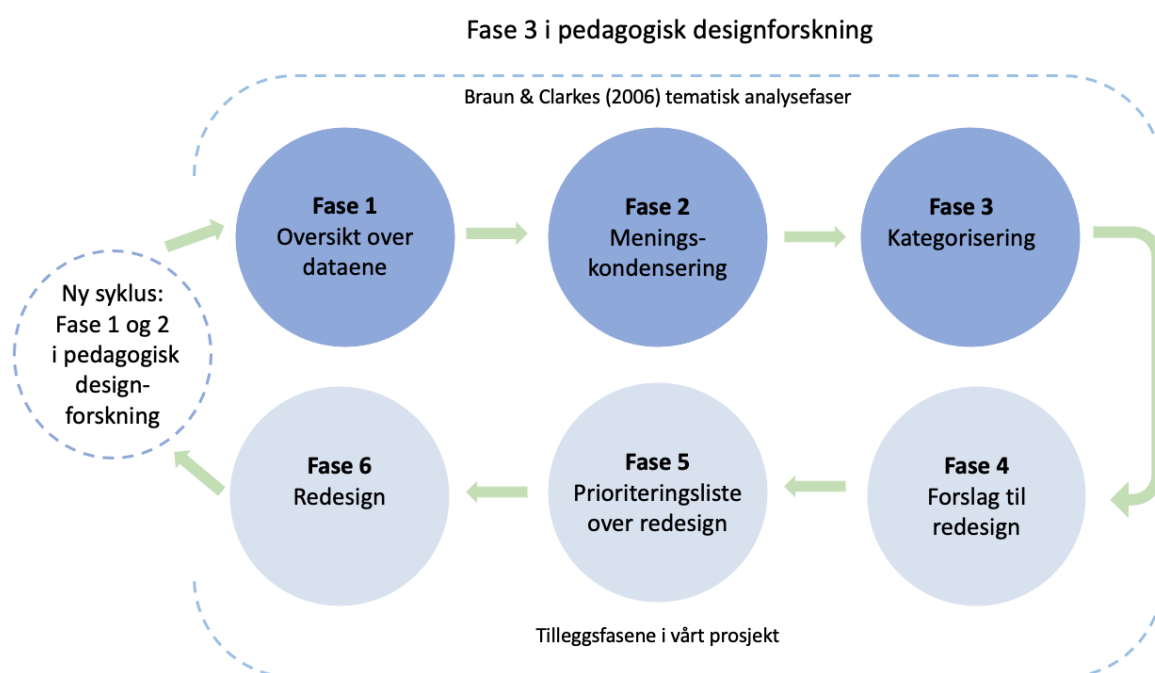 Fase 3 i pedagogisk designforskning
Braun & Clarkes (2006) tematisk analysefaser
Fase 1
Oversikt over
dataene
Fase 2
Menings-
kondensering
Fase 3
Kategorisering
Ny syklus:
Fase 1 og 2
i pedagogisk
design-
forskning
Fase 6
Redesign
Fase 5
Prioriteringsliste
over redesign
Fase 4
Forslag til
redesign
Tilleggsfasene i vårt prosjekt